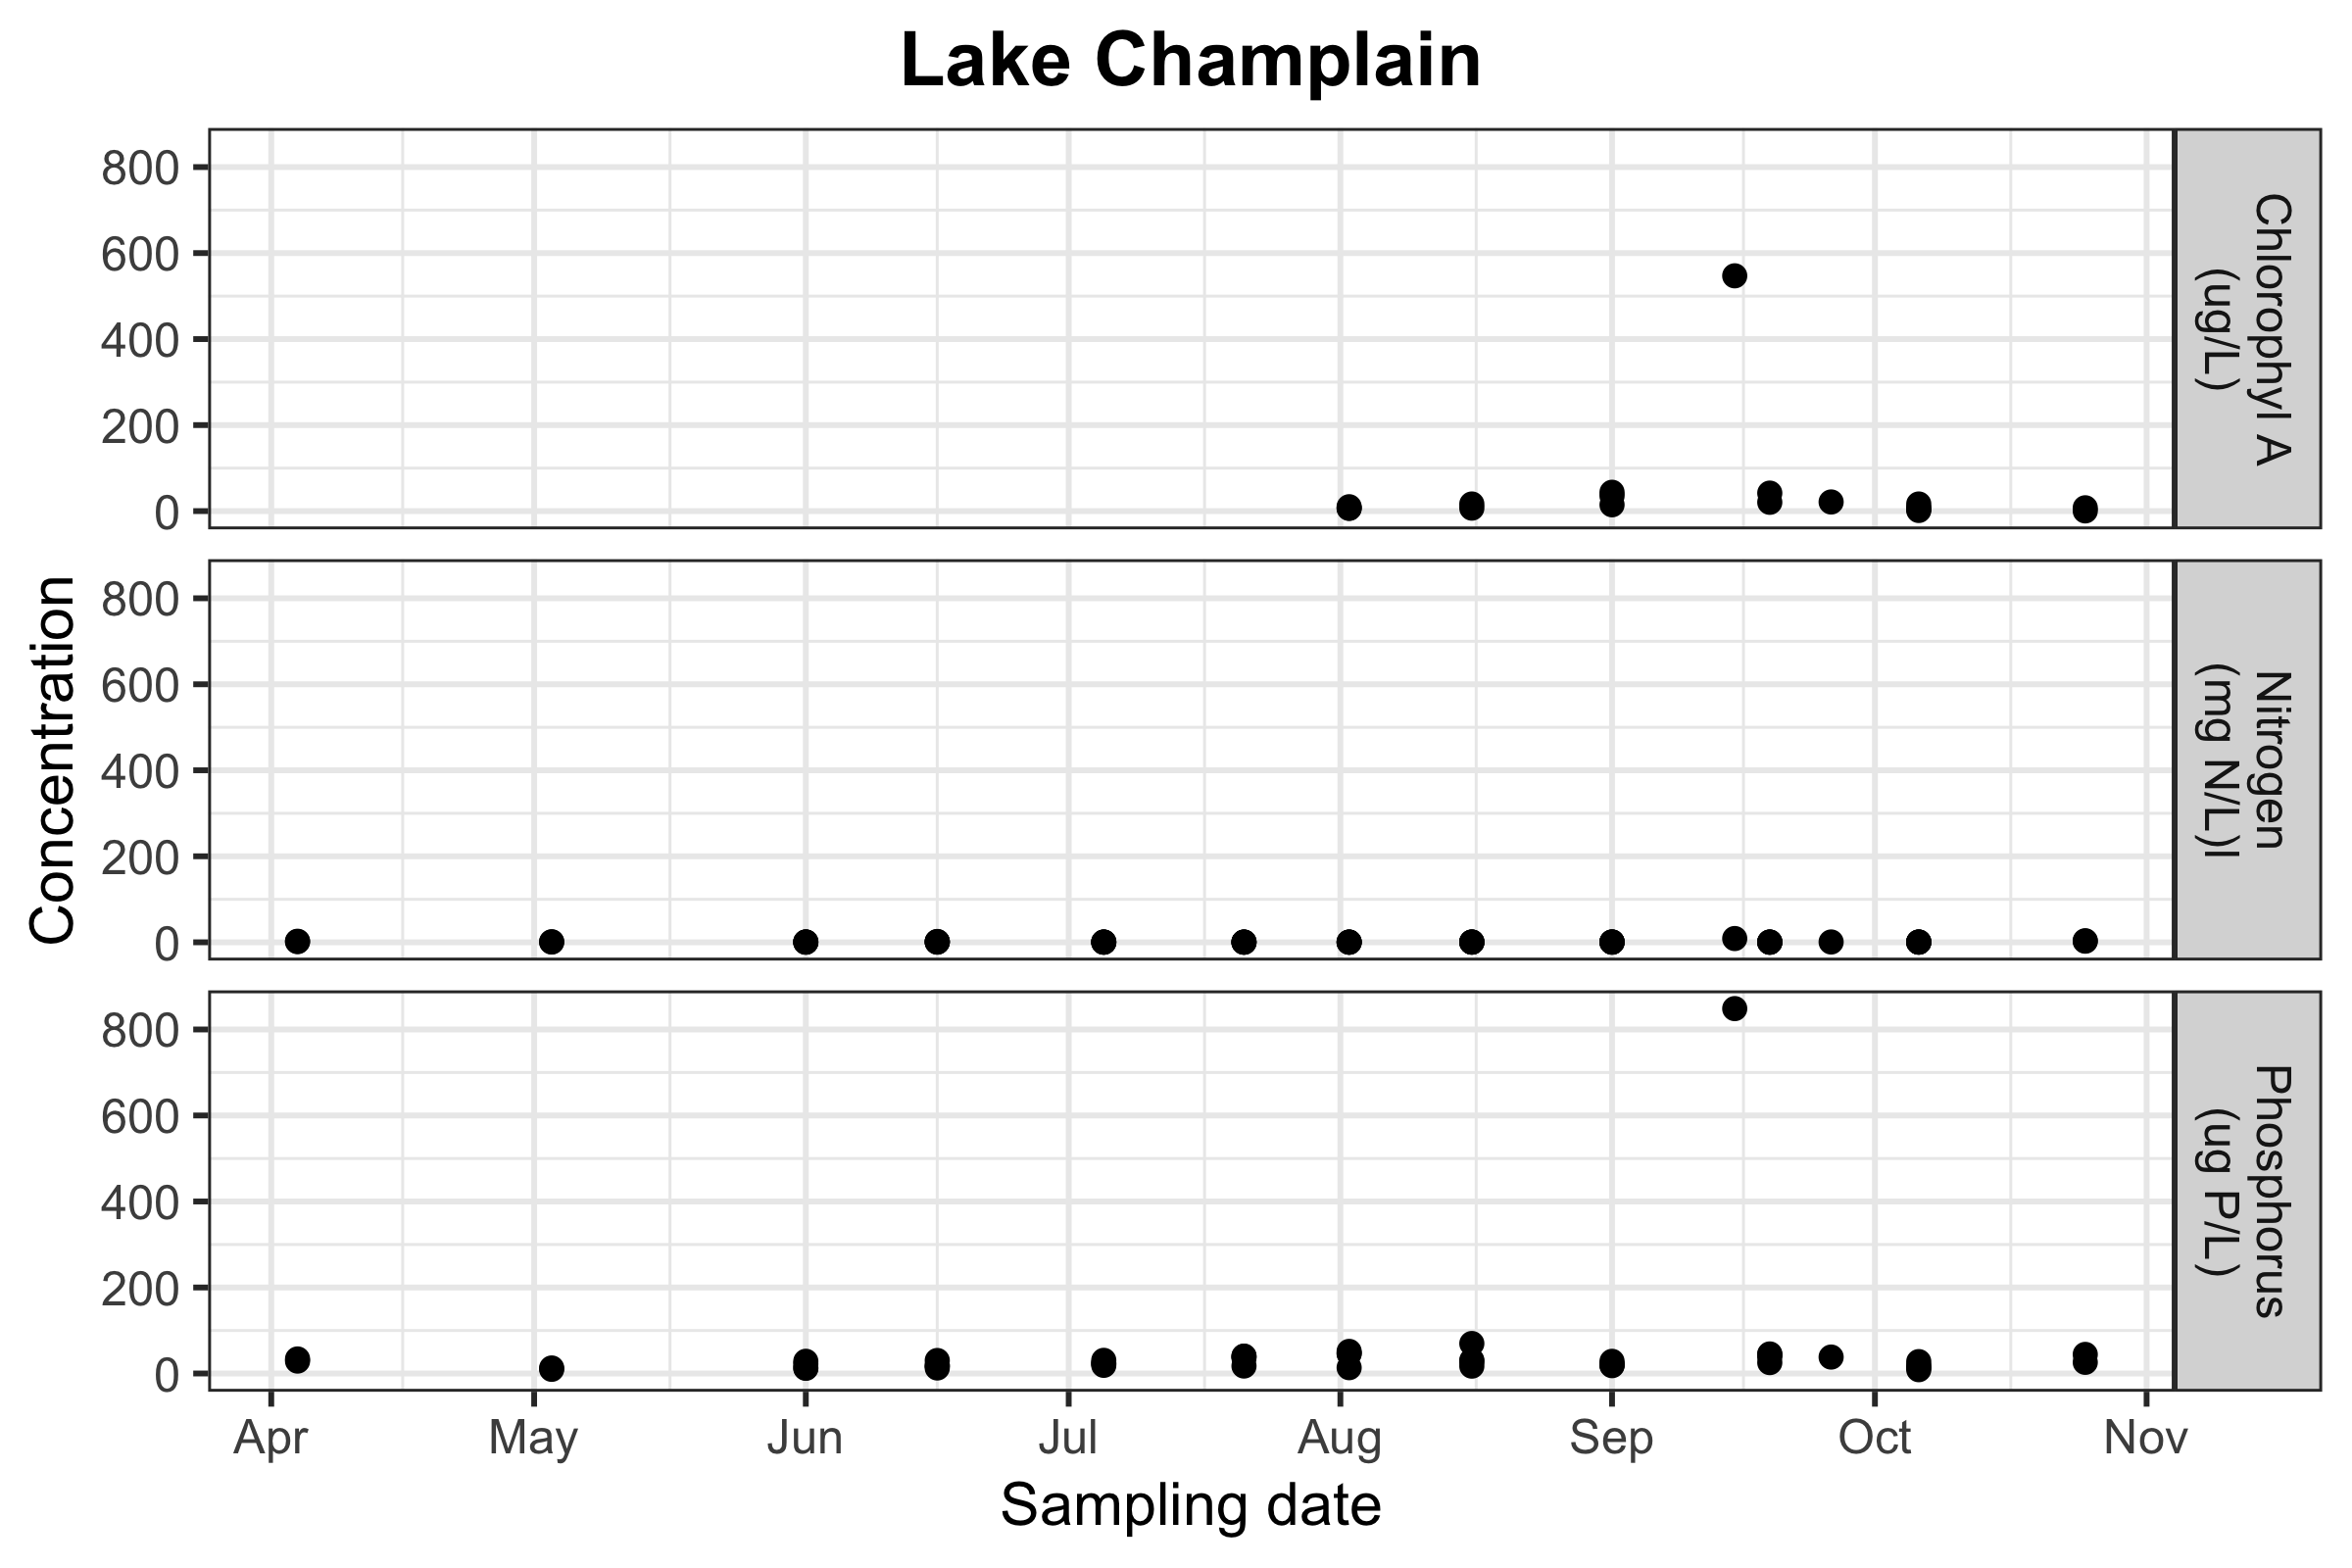 Lake Champlain
800
600
400
200
0
Chlorophyl A
(ug/L)
Concentration
800
600
400
200
0
Nitrogen
(mg N/L)l
800
600
400
200
0
Phosphorus
(ug P/L)
Apr May Jun Jul Aug Sep Oct Nov
Sampling date